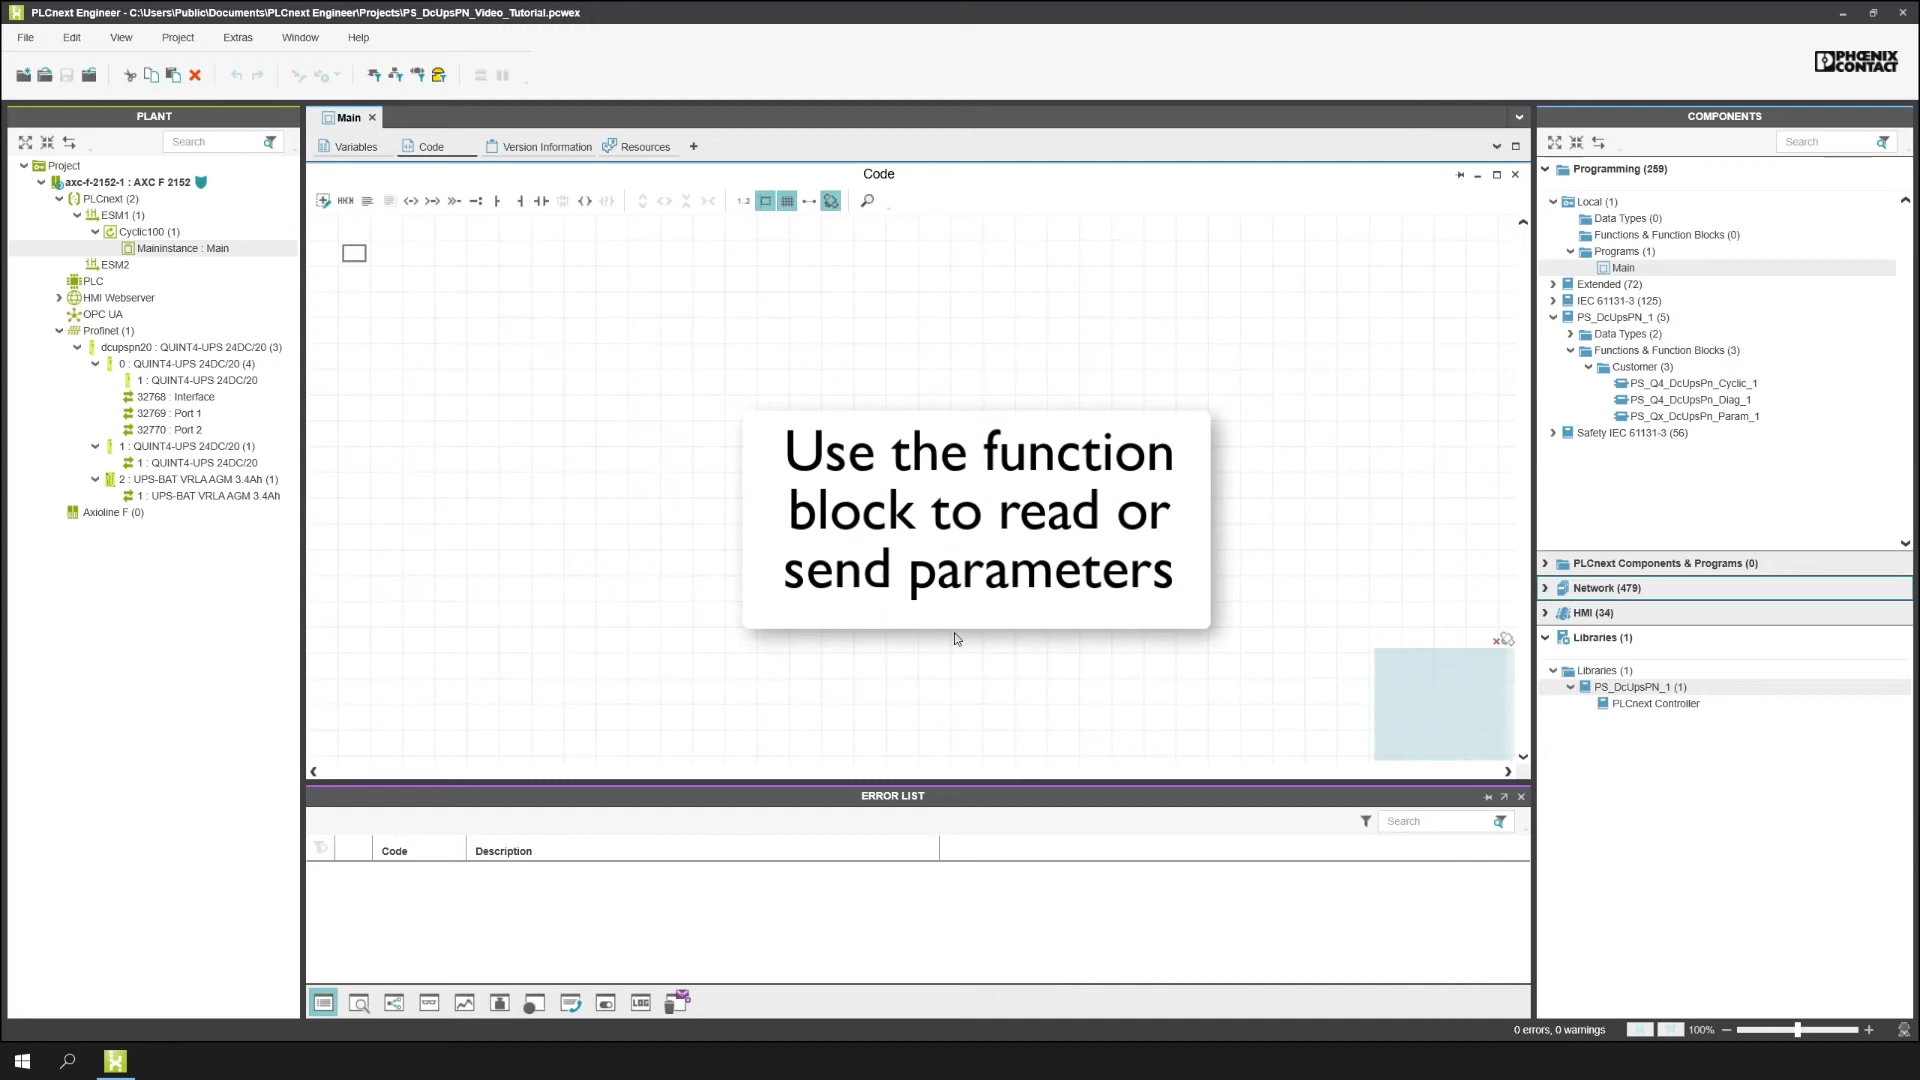 PLCnext Engineer - C:\Users\Public\Documents\PLCnext Engineer\Projects\PS_DcUpsPN_Video_Tutorial.pcwex
File Edit View Project Extras Window Help
PHŒNIX
CONTACT
PLANT
Search
Project
axc-f-2152-1 : AXC F 2152
PLCnext (2)
ESM1 (1)
Cyclic100 (1)
MainInstance : Main
ESM2
PLC
HMI Webserver
OPC UA
Profinet (1)
dcupspn20 : QUINT4-UPS 24DC/20 (3)
0 : QUINT4-UPS 24DC/20 (4)
1 : QUINT4-UPS 24DC/20
32768 : Interface
32769 : Port 1
32770 : Port 2
1 : QUINT4-UPS 24DC/20 (1)
1 : QUINT4-UPS 24DC/20
2 : UPS-BAT VRLA AGM 3.4Ah (1)
1 : UPS-BAT VRLA AGM 3.4Ah
Axioline F (0)
Main
Variables Code Version Information Resources
Code
1..2
Use the function
block to read or
send parameters
ERROR LIST
Search
Code Description
LOG
COMPONENTS
Search
Programming (259)
Local (1)
Data Types (0)
Functions & Function Blocks (0)
Programs (1)
Main
Extended (72)
IEC 61131-3 (125)
PS_DcUpsPN_1 (5)
Data Types (2)
Functions & Function Blocks (3)
Customer (3)
PS_Q4_DcUpsPn_Cyclic_1
PS_Q4_DcUpsPn_Diag_1
PS_Qx_DcUpsPn_Param_1
Safety IEC 61131-3 (56)
PLCnext Components & Programs (0)
Network (479)
HMI (34)
Libraries (1)
Libraries (1)
PS_DcUpsPN_1 (1)
PLCnext Controller
0 errors, 0 warnings 100%